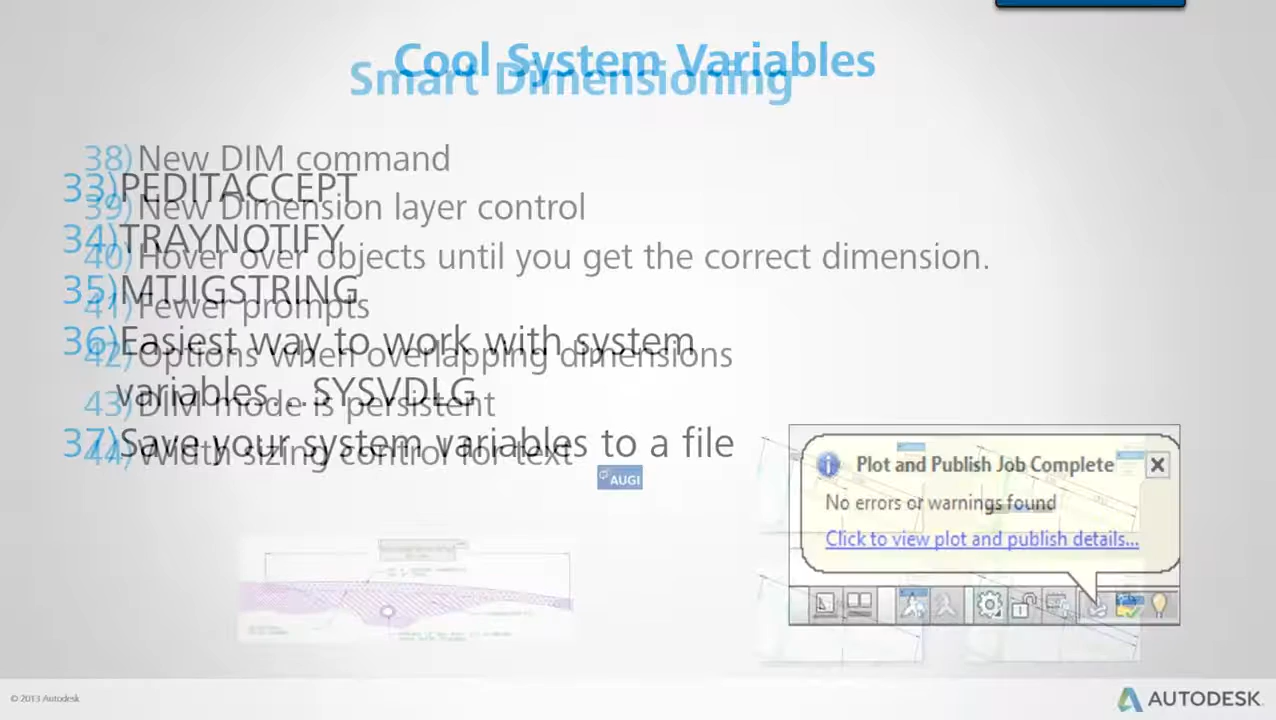 Cool System Variables
Smart Dimensioning
38) New DIM command
33) PEDITACCEPT
39) New Dimension layer control
34) TRAYNOTIFY
40) Hover over objects until you get the correct dimension.
35) MTJIGSTRING
41) Fewer prompts
36) Easiest way to work with system
42) Options when overlapping dimensions
variables... SYSVDLG
43) DIM mode is persistent
37) Save your system variables to a file
44) Width sizing control for text
AUGI
Plot and Publish Job Complete
No errors or warnings found
Click to view plot and publish details...
© 2013 Autodesk
AUTODESK